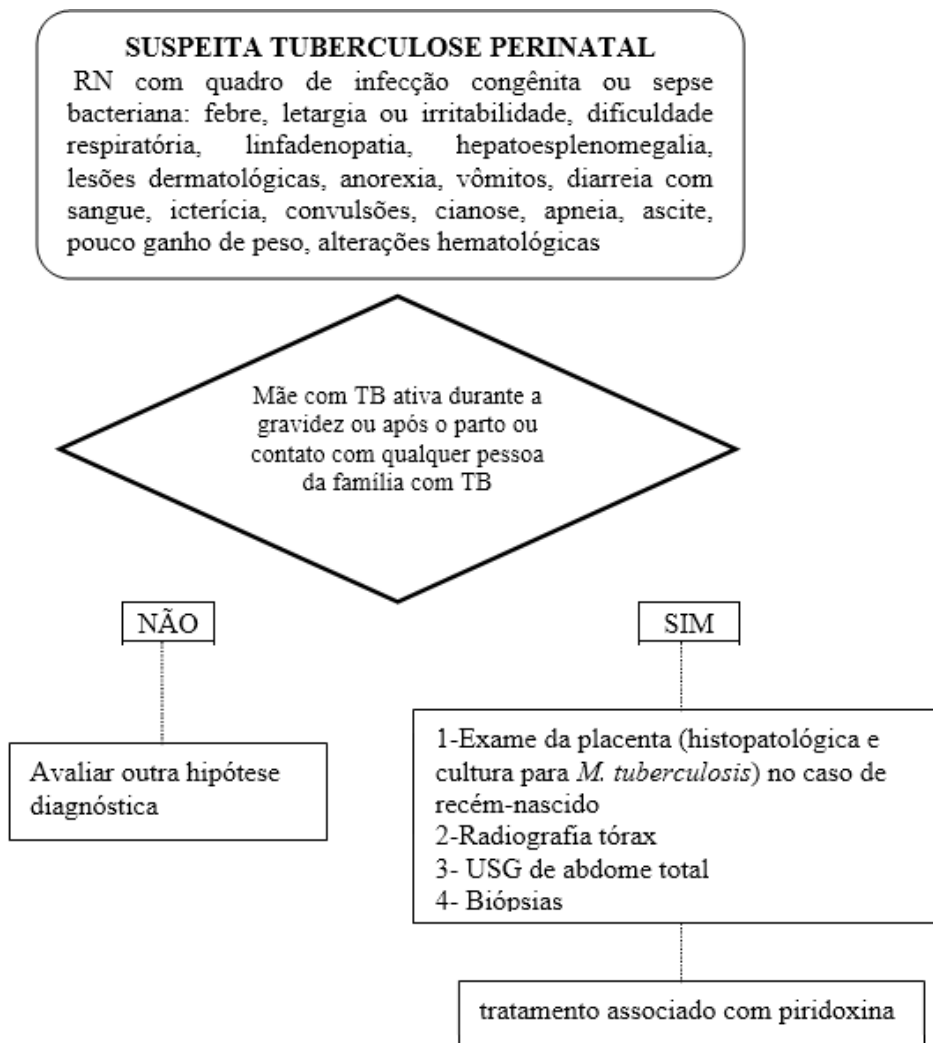 SUSPEITA TUBERCULOSE PERINATAL
RN com quadro de infecção congênita ou sepse
bacteriana: febre, letargia ou irritabilidade, dificuldade
respiratória, linfadenopatia, hepatoesplenomegalia,
lesões dermatológicas, anorexia, vômitos, diarreia com
sangue, icterícia, convulsões, cianose, apneia, ascite,
pouco ganho de peso, alterações hematológicas
Mãe com TB ativa durante a
gravidez ou após o parto ou
contato com qualquer pessoa
da família com TB
NÃO
SIM
Avaliar outra hipótese
diagnóstica
1-Exame da placenta (histopatológica e
cultura para M. tuberculosis) no caso de
recém-nascido
2-Radiografia tórax
3- USG de abdome total
4- Biópsias
tratamento associado com piridoxina